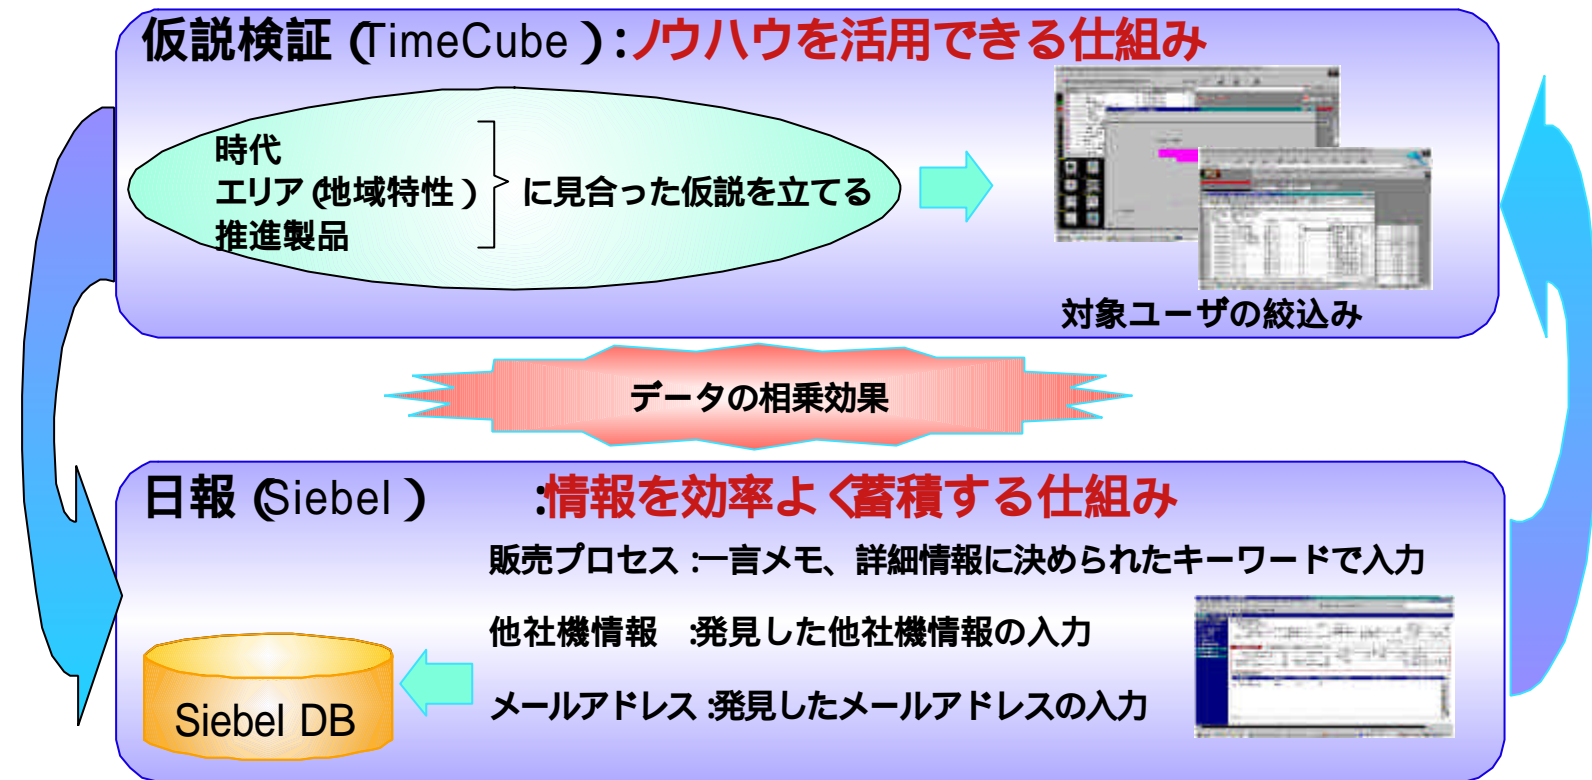 仮説検証（TimeCube）：ノウハウを活用できる仕組み
時代
エリア（地域特性）
推進製品
に見合った仮説を立てる
対象ユーザの絞込み
データの相乗効果
日報（Siebel）　：情報を効率よく蓄積する仕組み
販売プロセス：一言メモ、詳細情報に決められたキーワードで入力
他社機情報　：発見した他社機情報の入力
メールアドレス：発見したメールアドレスの入力
Siebel DB